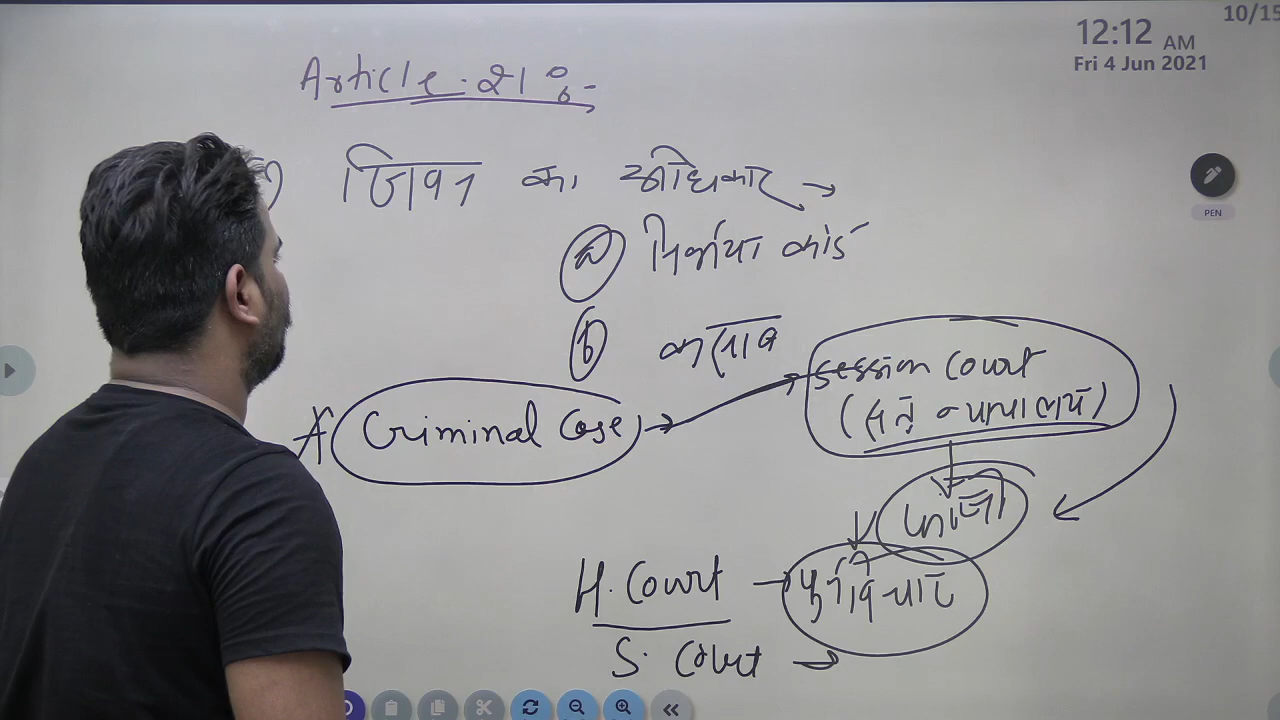 10/15
12:12 AM
Fri 4 Jun 2021
Article. 21 :-
जिवन का अधिकार →
PEN
(a) निर्भया कांड
(b) कसाब
Criminal Case → session court
(सत्र न्यायालय)
फांसी
H. Court → पुर्नविचार
S. Court →